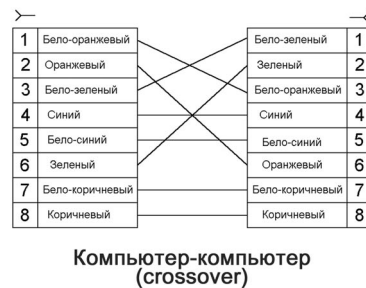 1 Бело-оранжевый Бело-зеленый 1
2 Оранжевый Зеленый 2
3 Бело-зеленый Бело-оранжевый 3
4 Синий Синий 4
5 Бело-синий Бело-синий 5
6 Зеленый Оранжевый 6
7 Бело-коричневый Бело-коричневый 7
8 Коричневый Коричневый 8
Компьютер-компьютер
(crossover)